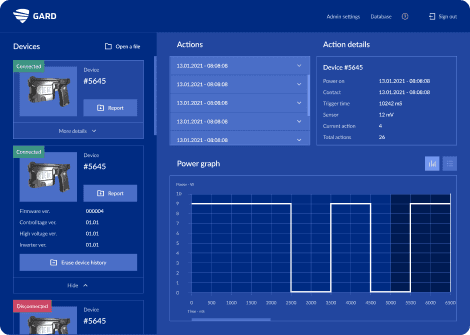 GARD
Admin settings
Database
Sign out
Devices
Open a file
Connected
Device
#5645
Report
More details
Connected
Device
#5645
Report
Firmware ver.
000004
Controltage ver.
01.01
High voltage ver.
01.01
Inverter ver.
01.01
Erase device history
Hide
Disconnected
Device
#5645
Actions
13.01.2021 - 08:08:08
13.01.2021 - 08:08:08
13.01.2021 - 08:08:08
13.01.2021 - 08:08:08
13.01.2021 - 08:08:08
Action details
Device #5645
Power on
13.01.2021 - 08:08:08
Contact
13.01.2021 - 08:08:08
Trigger time
10242 mS
Sensor
12 mV
Current action
4
Total actions
26
Power graph
Power - W
10
9
8
7
6
5
4
3
2
1
0
0 500 1000 1500 2000 2500 3000 3500 4000 4500 5000 5500 6000 6500
Time - ms